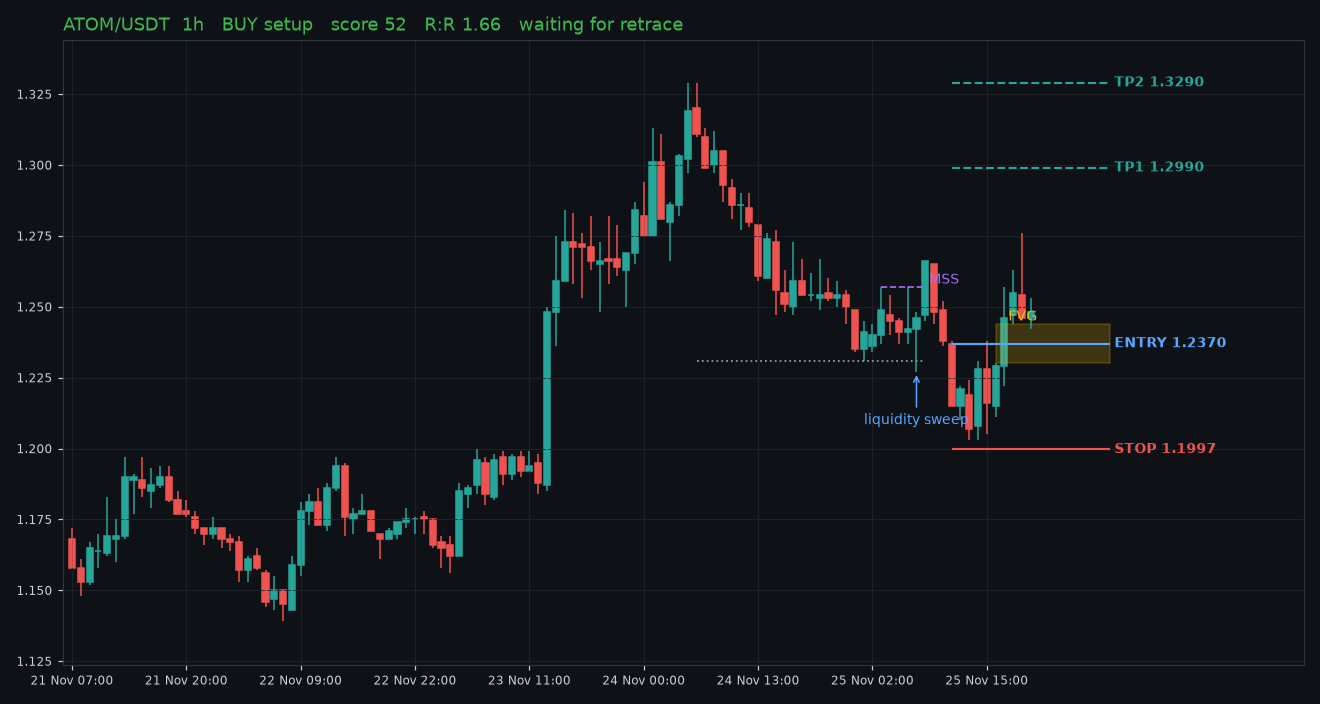 ATOM/USDT 1h BUY setup score 52 R:R 1.66 waiting for retrace
TP2 1.3290
1.325
TP1 1.2990
1.300
MSS
1.275
1.250
FVG
ENTRY 1.2370
1.225
liquidity sweep
STOP 1.1997
1.200
1.175
1.150
1.125
21 Nov 07:00
21 Nov 20:00
22 Nov 09:00
22 Nov 22:00
23 Nov 11:00
24 Nov 00:00
24 Nov 13:00
25 Nov 02:00
25 Nov 15:00